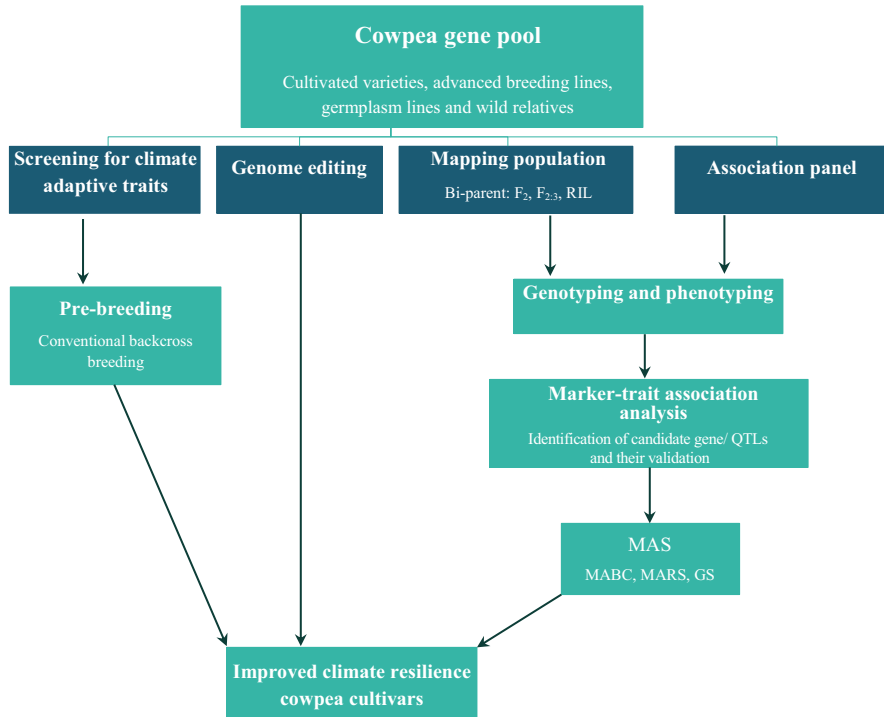 Cowpea gene pool
Cultivated varieties, advanced breeding lines,
germplasm lines and wild relatives
Screening for climate
adaptive traits
Genome editing
Mapping population
Bi-parent: F₂, F₂:₃, RIL
Association panel
Pre-breeding
Conventional backcross
breeding
Genotyping and phenotyping
Marker-trait association
analysis
Identification of candidate gene/ QTLs
and their validation
MAS
MABC, MARS, GS
Improved climate resilience
cowpea cultivars